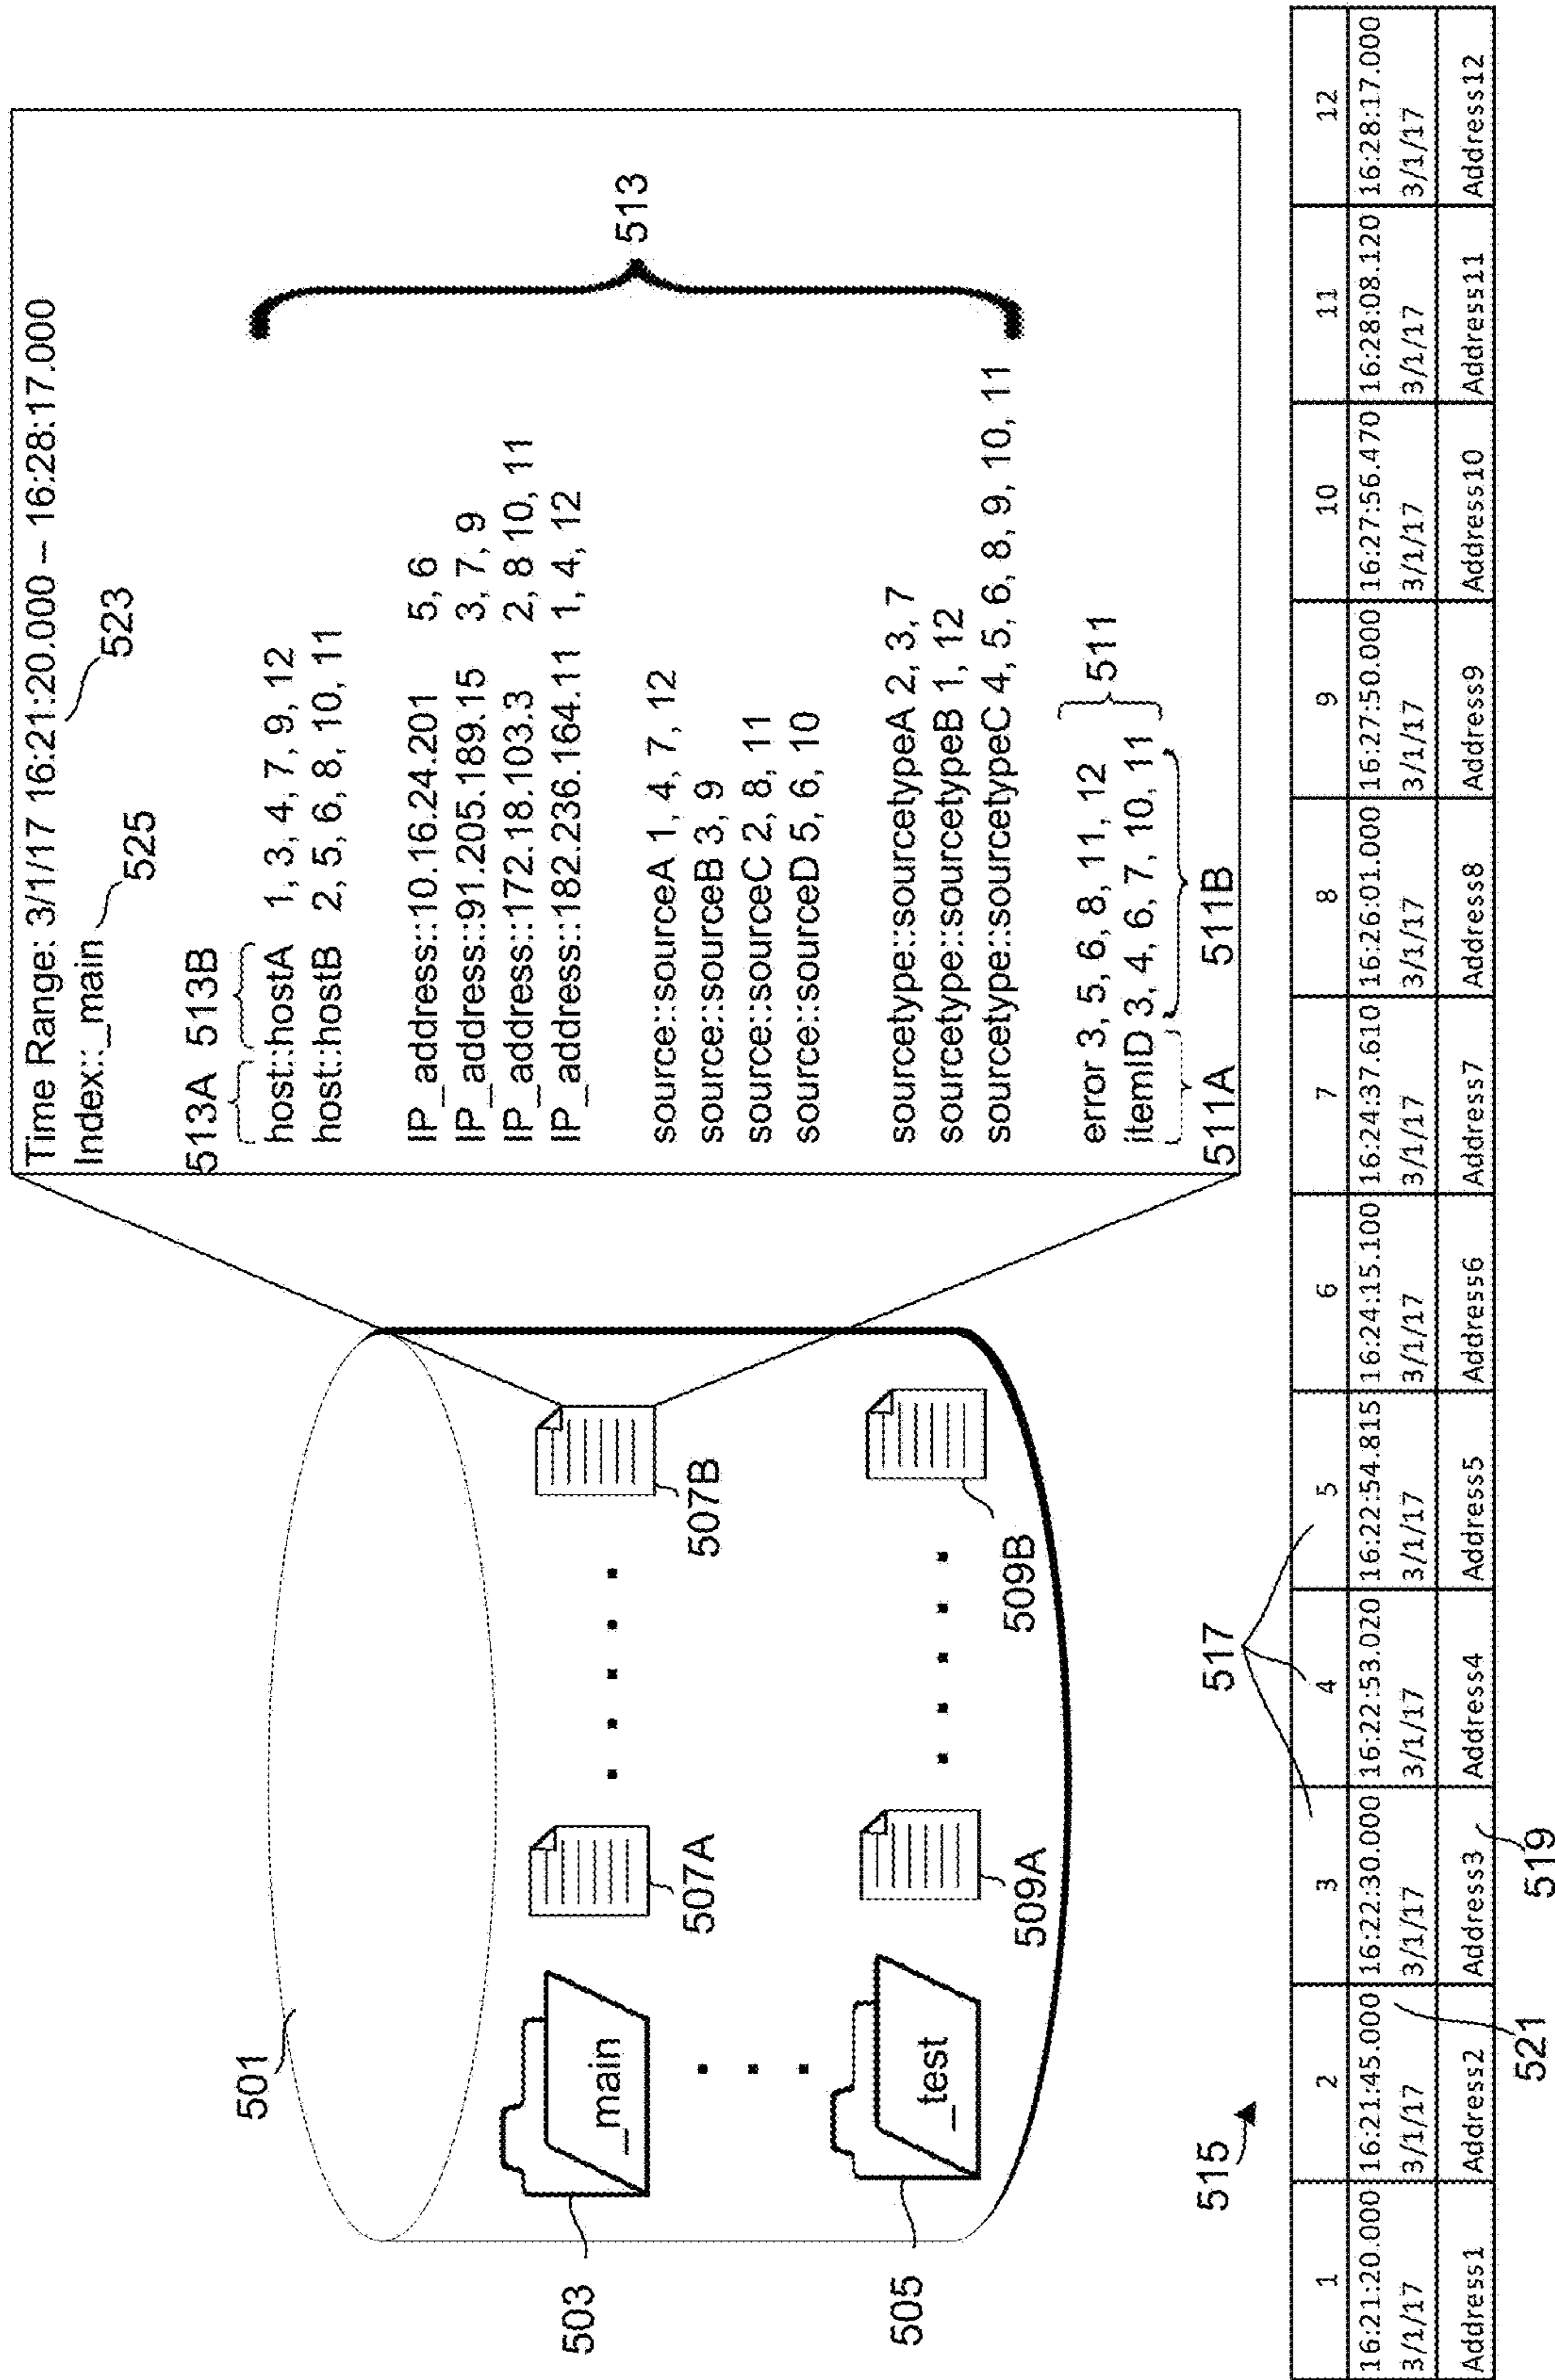 Time Range: 3/1/17 16:21:20.000 – 16:28:17.000
523
Index::_main
525
513A 513B
host::hostA 1, 3, 4, 7, 9, 12
host::hostB 2, 5, 6, 8, 10, 11
IP_address::10.16.24.201 5, 6
IP_address::91.205.189.15 3, 7, 9
IP_address::172.18.103.3 2, 8 10, 11
IP_address::182.236.164.11 1, 4, 12
source::sourceA 1, 4, 7, 12
source::sourceB 3, 9
source::sourceC 2, 8, 11
source::sourceD 5, 6, 10
sourcetype::sourcetypeA 2, 3, 7
sourcetype::sourcetypeB 1, 12
sourcetype::sourcetypeC 4, 5, 6, 8, 9, 10, 11
513
error 3, 5, 6, 8, 11, 12
itemID 3, 4, 6, 7, 10, 11
511
511A 511B
501
503
_main
507A
507B
505
_test
509A
509B
515
517
1 2 3 4 5 6 7 8 9 10 11 12
16:21:20.000 16:21:45.000 16:22:30.000 16:22:53.020 16:22:54.815 16:24:15.100 16:24:37.610 16:26:01.000 16:27:50.000 16:27:56.470 16:28:08.120 16:28:17.000
3/1/17 3/1/17 3/1/17 3/1/17 3/1/17 3/1/17 3/1/17 3/1/17 3/1/17 3/1/17 3/1/17 3/1/17
Address1 Address2 Address3 Address4 Address5 Address6 Address7 Address8 Address9 Address10 Address11 Address12
521
519